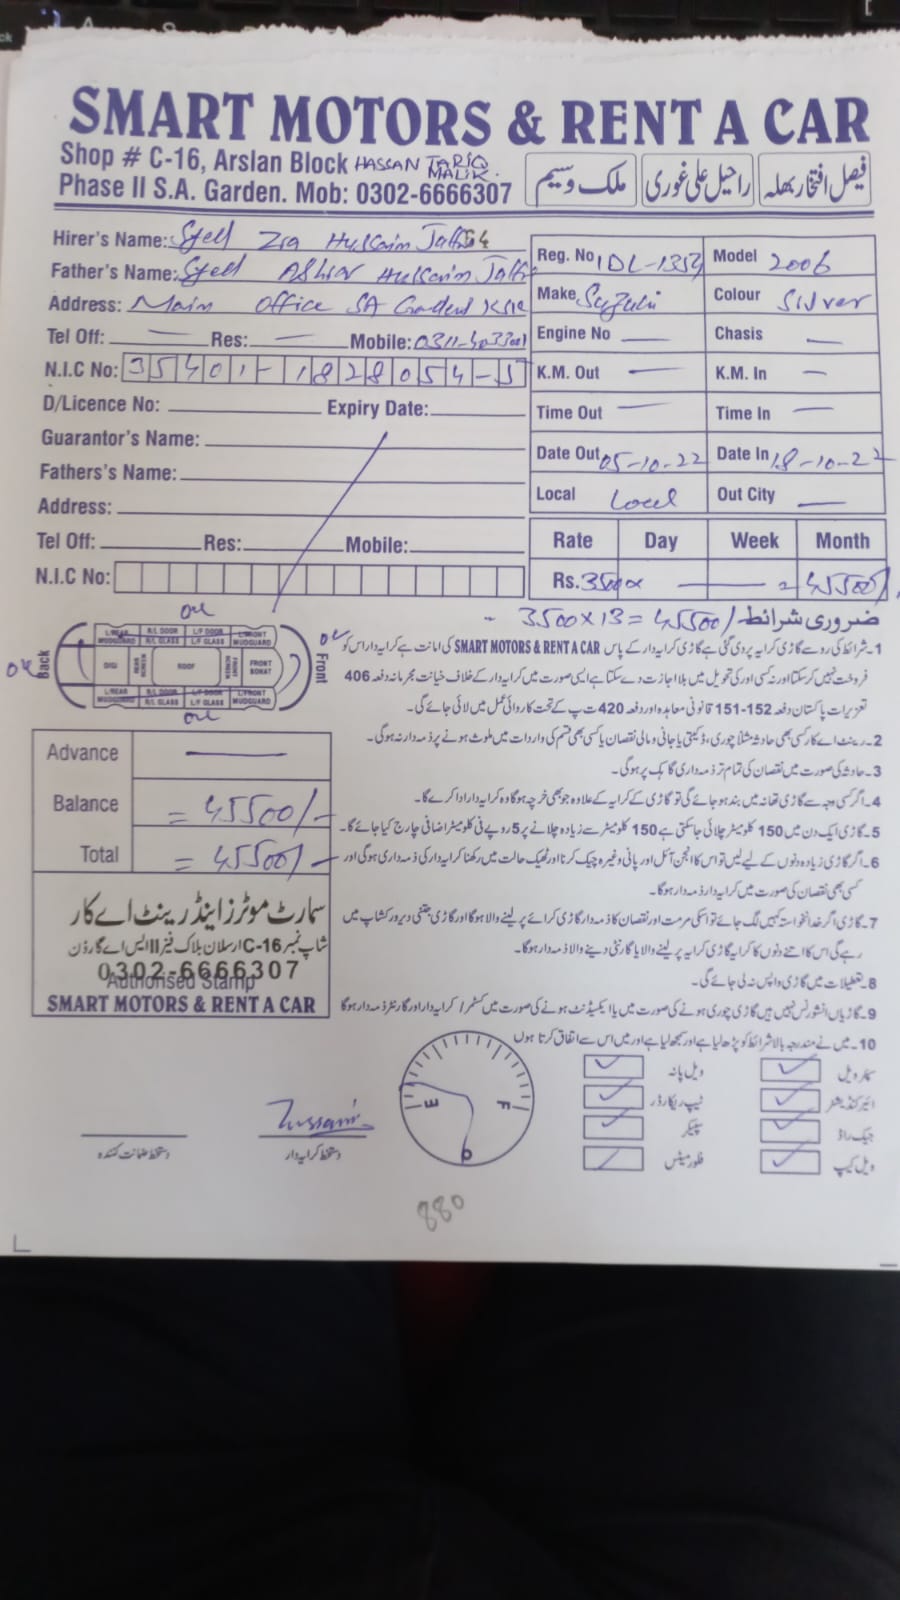 SMART MOTORS & RENT A CAR
Shop # C-16, Arslan Block HASSAN TARIQ MALIK.
Phase II S.A. Garden. Mob: 0302-6666307
فیصل افتخار بھلہ
راحیل علی غوری
ملک وسیم
Hirer's Name: Syed Zia Hussain
Father's Name: Syed Hussain
Address: Main Office SA Garden
Tel Off: — Res: — Mobile:
N.I.C No: 35401-1828054-5
D/Licence No: Expiry Date:
Guarantor's Name:
Fathers's Name:
Address:
Tel Off: Res: Mobile:
N.I.C No:
Reg. No IDL-1354 Model 2006
Make Suzuki Colour Silver
Engine No — Chasis —
K.M. Out — K.M. In —
Time Out — Time In —
Date Out 05-10-22 Date In 18-10-22
Local Local Out City —
Rate Day Week Month
Rs. 3500x — = 45500/
ضروری شرائط - 3500x13=45500/
1۔شرائط کی رو سے گاڑی کرایہ پر دی گئی ہے گاڑی کرایہ دار کے پاس SMART MOTORS & RENT A CAR کی امانت ہے کرایہ دار اس کو
فروخت نہیں کر سکتا اور نہ کسی اور کی تحویل میں بلا اجازت دے سکتا ہے ایسی صورت میں کرایہ دار کے خلاف خیانت مجرمانہ دفعہ 406
تعزیرات پاکستان دفعہ 152-151 قانونی معاہدہ اور دفعہ 420 ت پ کے تحت کاروائی عمل میں لائی جائے گی۔
2۔رینٹ اے کار کسی بھی حادثہ مثلاً چوری، ڈکیتی یا جانی و مالی نقصان یا کسی بھی قسم کی واردات میں ملوث ہونے پر ذمہ دار نہ ہوگی۔
3۔حادثہ کی صورت میں نقصان کی تمام تر ذمہ داری گاہک پر ہوگی۔
4۔اگر کسی وجہ سے گاڑی تھانہ میں بند ہو جائے گی تو گاڑی کے کرایہ کے علاوہ جو بھی خرچہ ہوگا وہ کرایہ دار ادا کرے گا۔
5۔گاڑی ایک دن میں 150 کلومیٹر چلائی جا سکتی ہے 150 کلومیٹر سے زیادہ چلانے پر 5 روپے فی کلومیٹر اضافی چارج کیا جائے گا۔
6۔اگر گاڑی زیادہ دنوں کے لیے لیں تو اس کا انجن آئل اور پانی وغیرہ چیک کرنا اور ٹھیک حالت میں رکھنا کرایہ دار کی ذمہ داری ہوگی اور
کسی بھی نقصان کی صورت میں کرایہ دار ذمہ دار ہوگا۔
7۔گاڑی اگر خدانخواستہ کہیں لگ جائے تو اسکی مرمت اور نقصان کا ذمہ دار گاڑی کرائے پر لینے والا ہوگا اور گاڑی جتنی دیر ورکشاپ میں
رہے گی اس کا اتنے دنوں کا کرایہ گاڑی کرایہ پر لینے والا یا گارنٹی دینے والا ذمہ دار ہوگا۔
8۔تعطیلات میں گاڑی واپس نہ لی جائے گی۔
9۔گاڑیاں انشورنس نہیں ہیں گاڑی چوری ہونے کی صورت میں یا ایکسیڈنٹ ہونے کی صورت میں کسٹمر / کرایہ دار اور گارنٹر ذمہ دار ہوگا
10۔میں نے مندرجہ بالا شرائط کو پڑھ لیا ہے اور سمجھ لیا ہے اور میں اس سے اتفاق کرتا ہوں
ok
ok Back Front ok
L/REAR MUDGUARD R/L DOOR R/L GLASS L/F DOOR L/F GLASS L/FRONT MUDGUARD
DIGI ROOF FRONT SCREEN FRONT BONAT
L/REAR MUDGUARD R/L DOOR R/L GLASS L/F DOOR L/F GLASS L/FRONT MUDGUARD
ok
Advance —
Balance = 45500/-
Total = 45500/-
سمارٹ موٹرز اینڈ رینٹ اے کار
شاپ نمبر C-16 ارسلان بلاک فیز II ایس اے گارڈن
0302-6666307
Authorised Stamp
SMART MOTORS & RENT A CAR
ویل پانہ
ٹیپ ریکارڈر ائیر کنڈیشنر
سپیکر جیک راڈ
فلور میٹس ویل کیپ
E F
Hussain
دستخط ضمانت کنندہ دستخط کرایہ دار
880